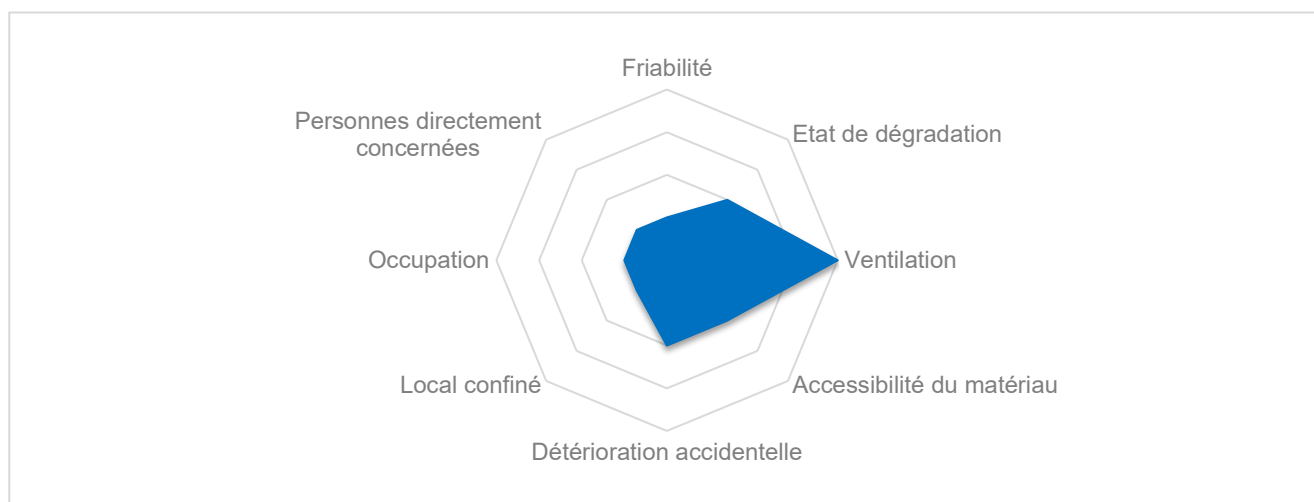 Friabilité
Personnes directement
concernées
Etat de dégradation
Occupation
Ventilation
Local confiné
Accessibilité du matériau
Détérioration accidentelle